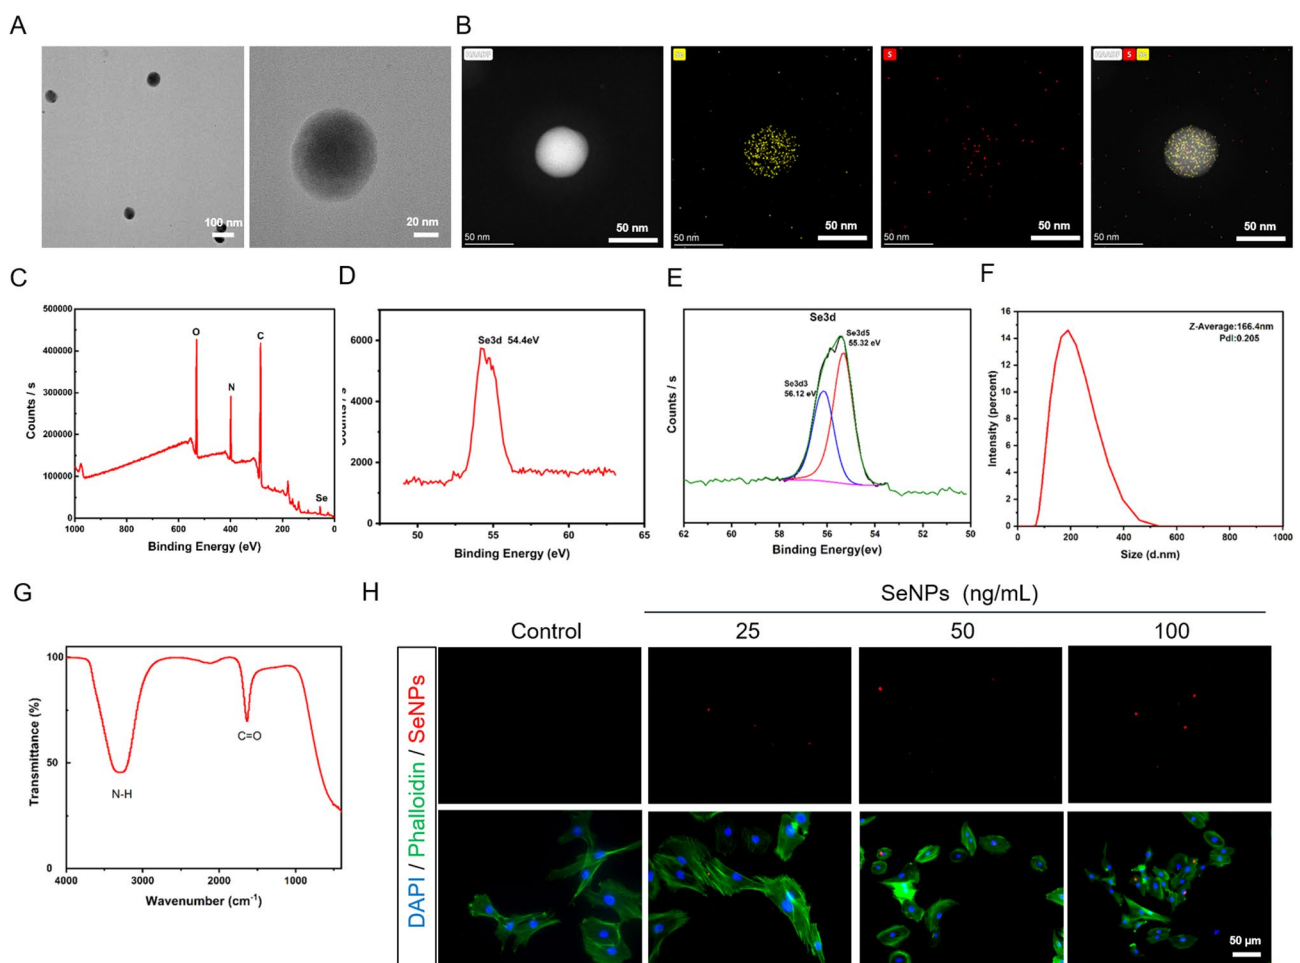 A
B
100 nm
20 nm
HAADF
50 nm
50 nm
Se
50 nm
50 nm
S
50 nm
50 nm
HAADF S Se
50 nm
50 nm
C
D
E
F
500000
400000
300000
200000
100000
0
Counts / s
O
N
C
Se
1000 800 600 400 200 0
Binding Energy (eV)
6000
4000
2000
0
Counts / s
Se3d 54.4eV
50 55 60 65
Binding Energy (eV)
Se3d
Se3d5
55.32 eV
Se3d3
56.12 eV
Counts / s
62 60 58 56 54 52 50
Binding Energy(ev)
16
14
12
10
8
6
4
2
0
Intensity (percent)
Z-Average:166.4nm
PdI:0.205
0 200 400 600 800 1000
Size (d.nm)
G
H
100
50
0
Transmittance (%)
N-H
C=O
4000 3000 2000 1000
Wavenumber (cm-1)
SeNPs (ng/mL)
Control 25 50 100
DAPI / Phalloidin / SeNPs
50 µm